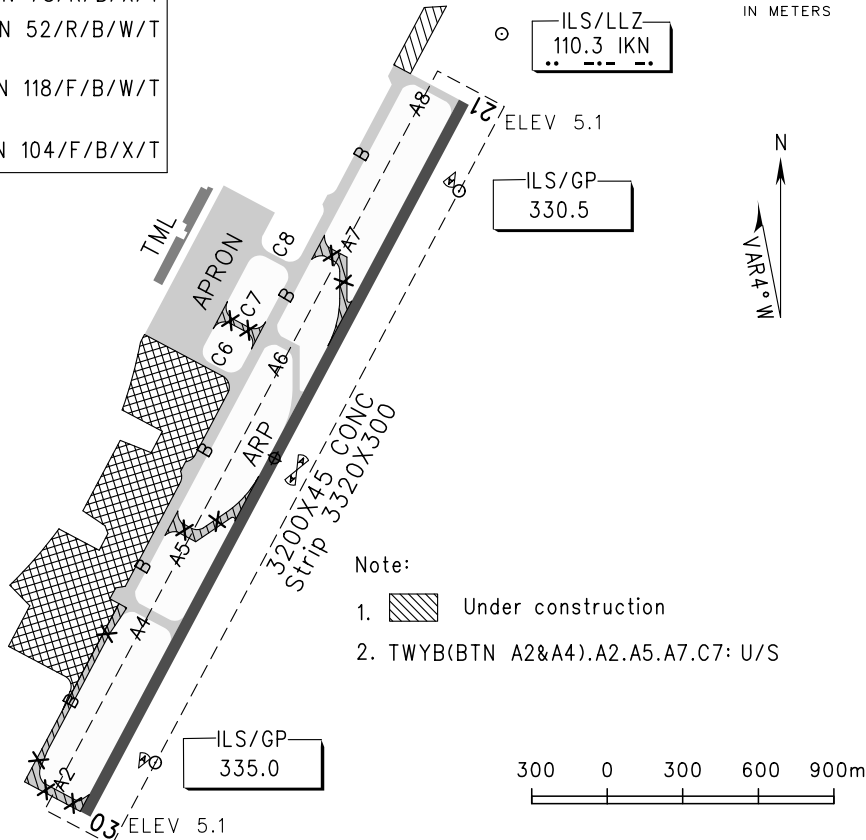 N 52/R/B/W/T
N 118/F/B/W/T
N 104/F/B/X/T
IN METERS
ILS/LLZ
110.3 IKN
A8
21
ELEV 5.1
B
N
VAR4° W
ILS/GP
330.5
TML
APRON
C8
A7
B
C7
C6
A6
ARP
B
3200X45 CONC
Strip 3320X300
A5
B
Note:
1. Under construction
2. TWYB(BTN A2&A4).A2.A5.A7.C7: U/S
A4
B
ILS/GP
335.0
A2
03
ELEV 5.1
300 0 300 600 900m